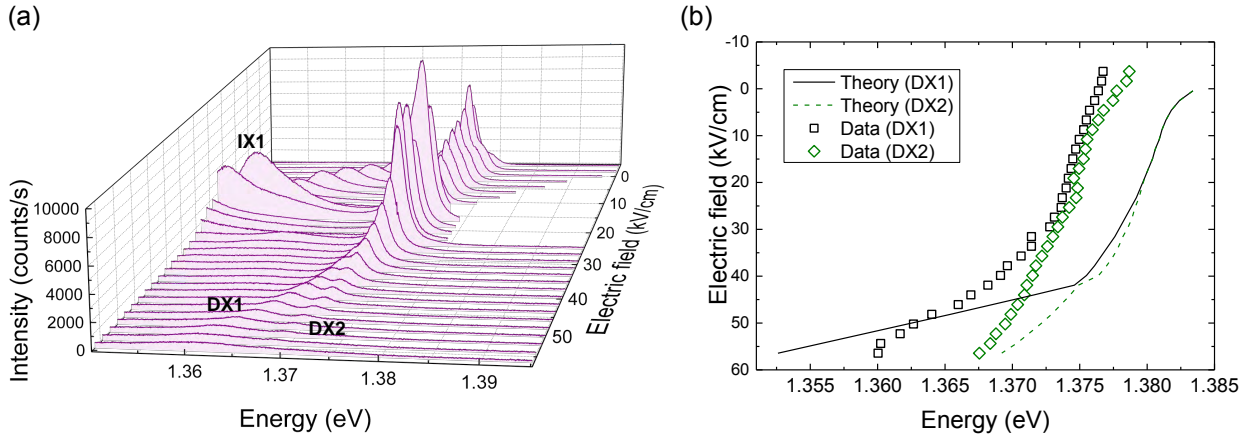 (a)
IX1
DX1
DX2
Intensity (counts/s)
10000
8000
6000
4000
2000
0
1.36
1.37
1.38
1.39
Energy (eV)
0
10
20
30
40
50
Electric field (kV/cm)
(b)
Theory (DX1)
Theory (DX2)
Data (DX1)
Data (DX2)
Electric field (kV/cm)
-10
0
10
20
30
40
50
60
1.355
1.360
1.365
1.370
1.375
1.380
1.385
Energy (eV)